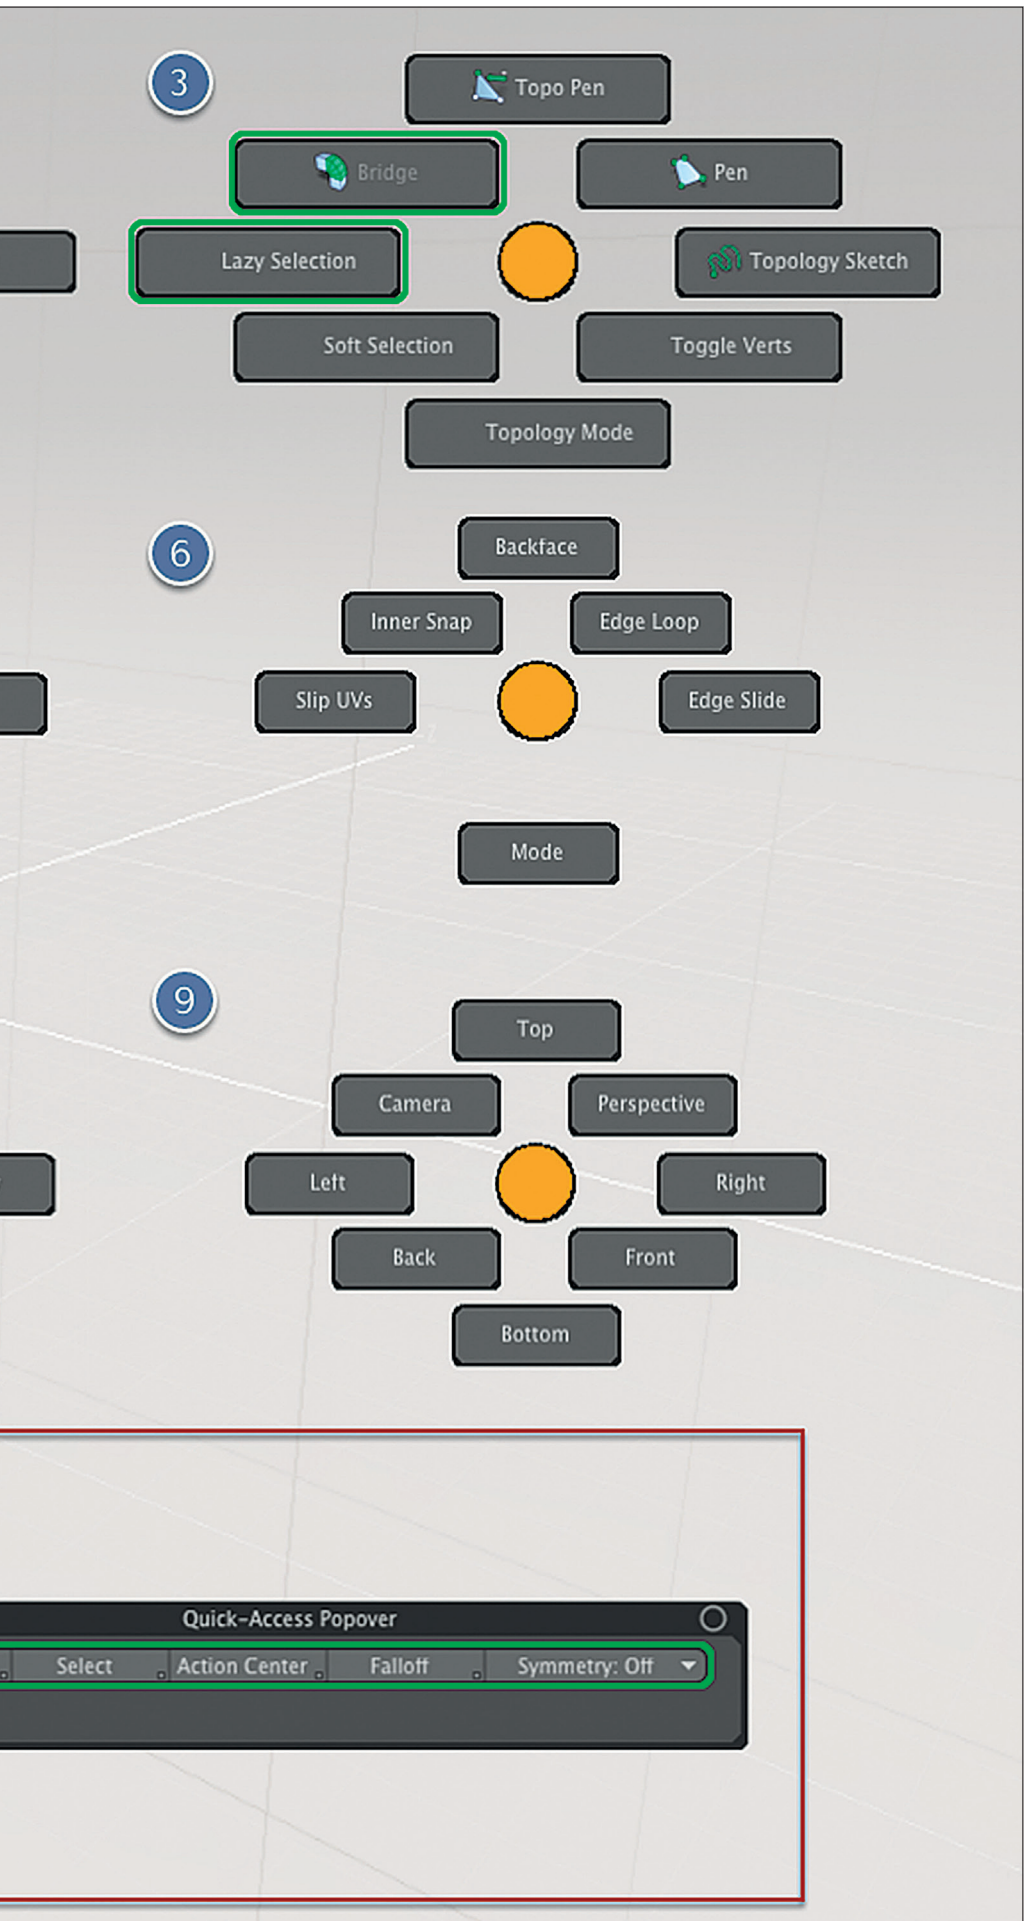 3
Topo Pen
Bridge
Pen
Lazy Selection
Topology Sketch
Soft Selection
Toggle Verts
Topology Mode
6
Backface
Inner Snap
Edge Loop
Slip UVs
Edge Slide
Mode
9
Top
Camera
Perspective
Left
Right
Back
Front
Bottom
Quick-Access Popover
Select
Action Center
Falloff
Symmetry: Off